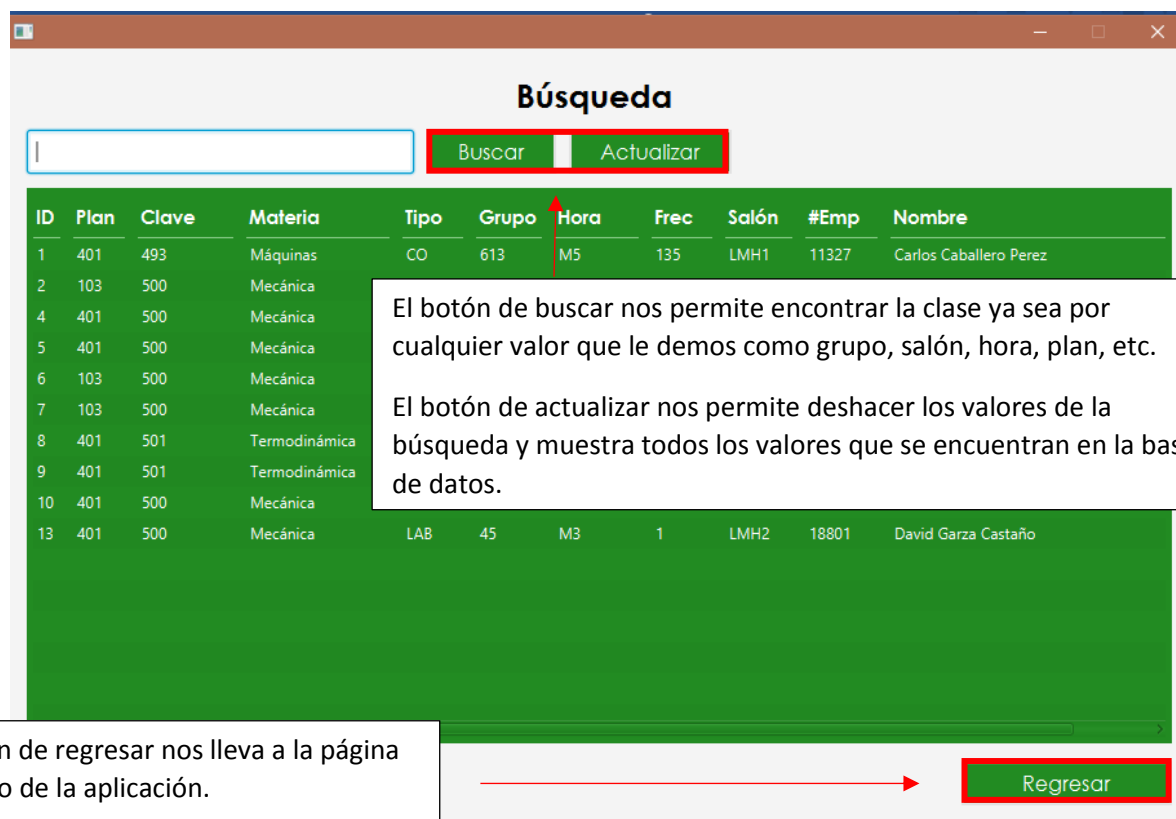 Búsqueda
Buscar Actualizar
ID Plan Clave Materia Tipo Grupo Hora Frec Salón #Emp Nombre
1 401 493 Máquinas CO 613 M5 135 LMH1 11327 Carlos Caballero Perez
2 103 500 Mecánica
4 401 500 Mecánica
5 401 500 Mecánica
6 103 500 Mecánica
7 103 500 Mecánica
8 401 501 Termodinámica
9 401 501 Termodinámica
10 401 500 Mecánica
13 401 500 Mecánica LAB 45 M3 1 LMH2 18801 David Garza Castaño
El botón de buscar nos permite encontrar la clase ya sea por
cualquier valor que le demos como grupo, salón, hora, plan, etc.
El botón de actualizar nos permite deshacer los valores de la
búsqueda y muestra todos los valores que se encuentran en la bas
de datos.
n de regresar nos lleva a la página
o de la aplicación.
Regresar